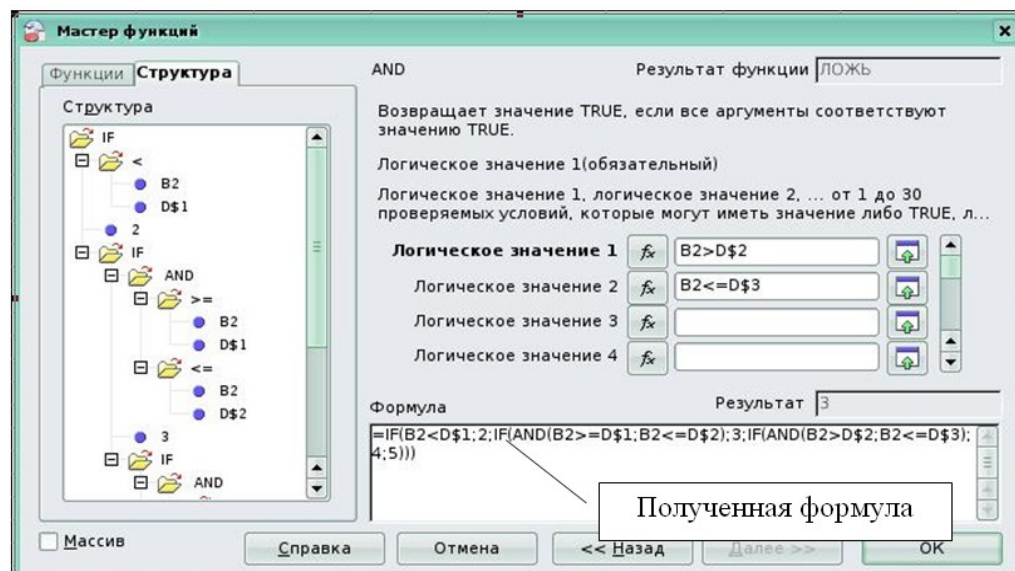 Мастер функций
Функции Структура
Структура
IF
<
B2
D$1
2
IF
AND
>=
B2
D$1
<=
B2
D$2
3
IF
AND
AND Результат функции ЛОЖЬ
Возвращает значение TRUE, если все аргументы соответствуют
значению TRUE.
Логическое значение 1(обязательный)
Логическое значение 1, логическое значение 2, ... от 1 до 30
проверяемых условий, которые могут иметь значение либо TRUE, л...
Логическое значение 1 fx B2>D$2
Логическое значение 2 fx B2<=D$3
Логическое значение 3 fx
Логическое значение 4 fx
Формула Результат 3
=IF(B2<D$1;2;IF(AND(B2>=D$1;B2<=D$2);3;IF(AND(B2>D$2;B2<=D$3);
4;5)))
Полученная формула
Массив Справка Отмена << Назад Далее >> ОК